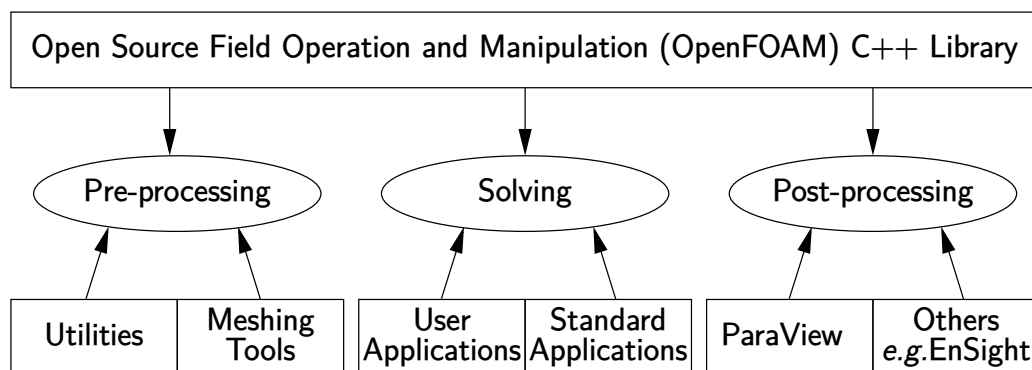 Open Source Field Operation and Manipulation (OpenFOAM) C++ Library
Pre-processing
Solving
Post-processing
Utilities
Meshing
Tools
User
Applications
Standard
Applications
ParaView
Others
e.g.EnSight